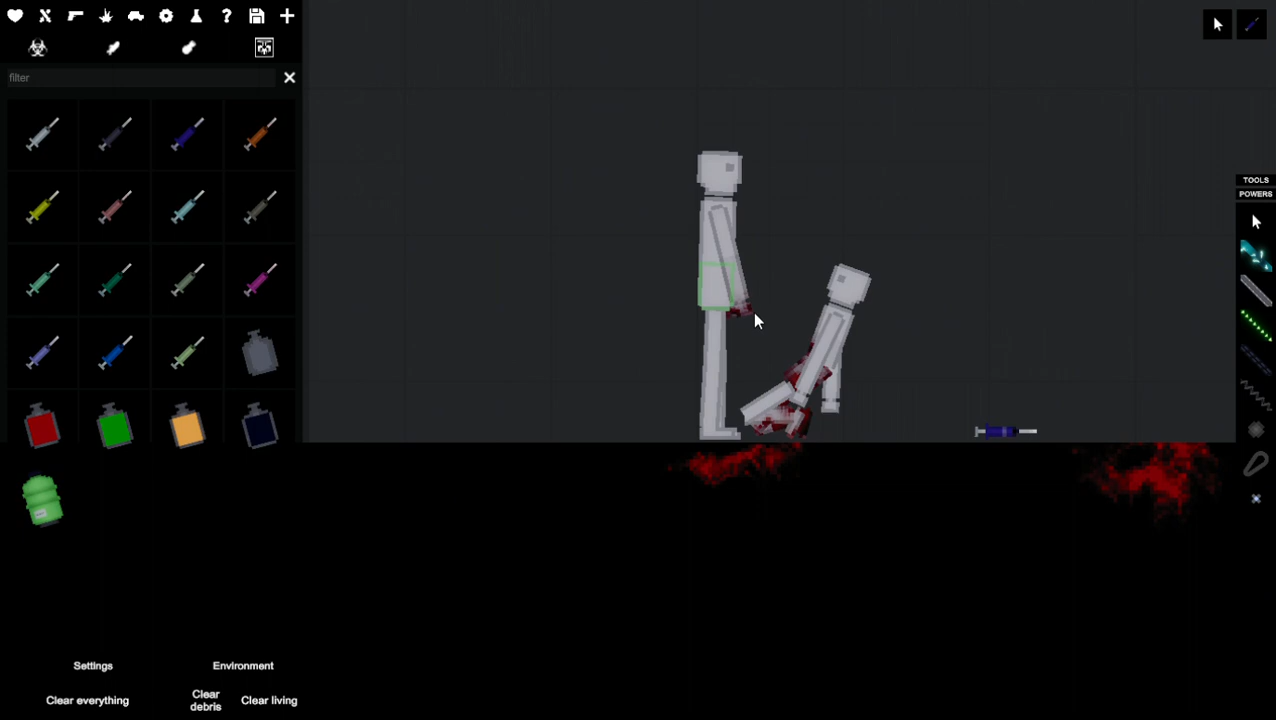 filter
TOOLS
POWERS
Settings
Environment
Clear everything
Clear
debris
Clear living